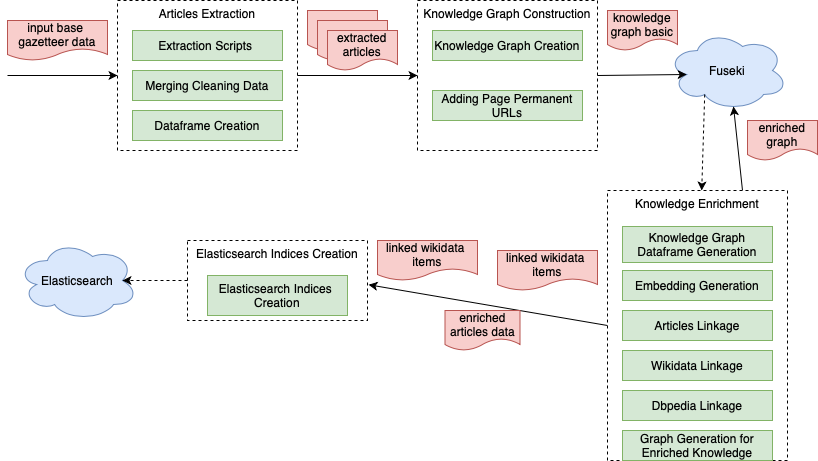 Articles Extraction
Knowledge Graph Construction
input base
gazetteer data
Extraction Scripts
Merging Cleaning Data
Dataframe Creation
extracted
articles
Knowledge Graph Creation
Adding Page Permanent
URLs
knowledge
graph basic
Fuseki
enriched
graph
Knowledge Enrichment
Knowledge Graph
Dataframe Generation
Embedding Generation
Articles Linkage
Wikidata Linkage
Dbpedia Linkage
Graph Generation for
Enriched Knowledge
linked wikidata
items
linked wikidata
items
enriched
articles data
Elasticsearch Indices Creation
Elasticsearch Indices
Creation
Elasticsearch